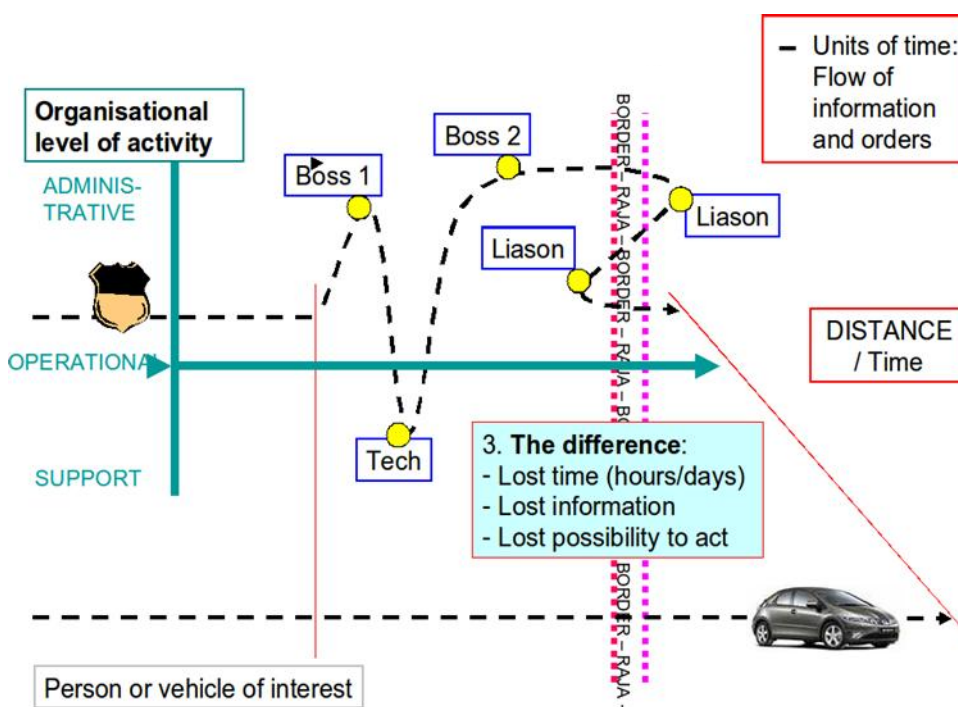 – Units of time:
Flow of
information
and orders
Organisational
level of activity
Boss 1
Boss 2
ADMINIS-
TRATIVE
Liason
Liason
OPERATIONAL
DISTANCE
/ Time
SUPPORT
Tech
3. The difference:
- Lost time (hours/days)
- Lost information
- Lost possibility to act
BORDER – RAJA – BORDER – RAJA – BO
BORDER – RAJA -
Person or vehicle of interest